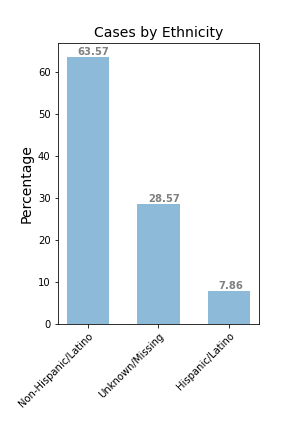 Cases by Ethnicity
63.57
28.57
7.86
Percentage
60
50
40
30
20
10
0
Non-Hispanic/Latino
Unknown/Missing
Hispanic/Latino